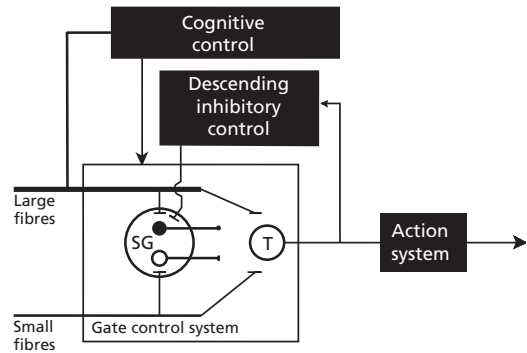 Cognitive
control
Descending
inhibitory
control
Large
fibres
SG
T
Action
system
Small
fibres
Gate control system